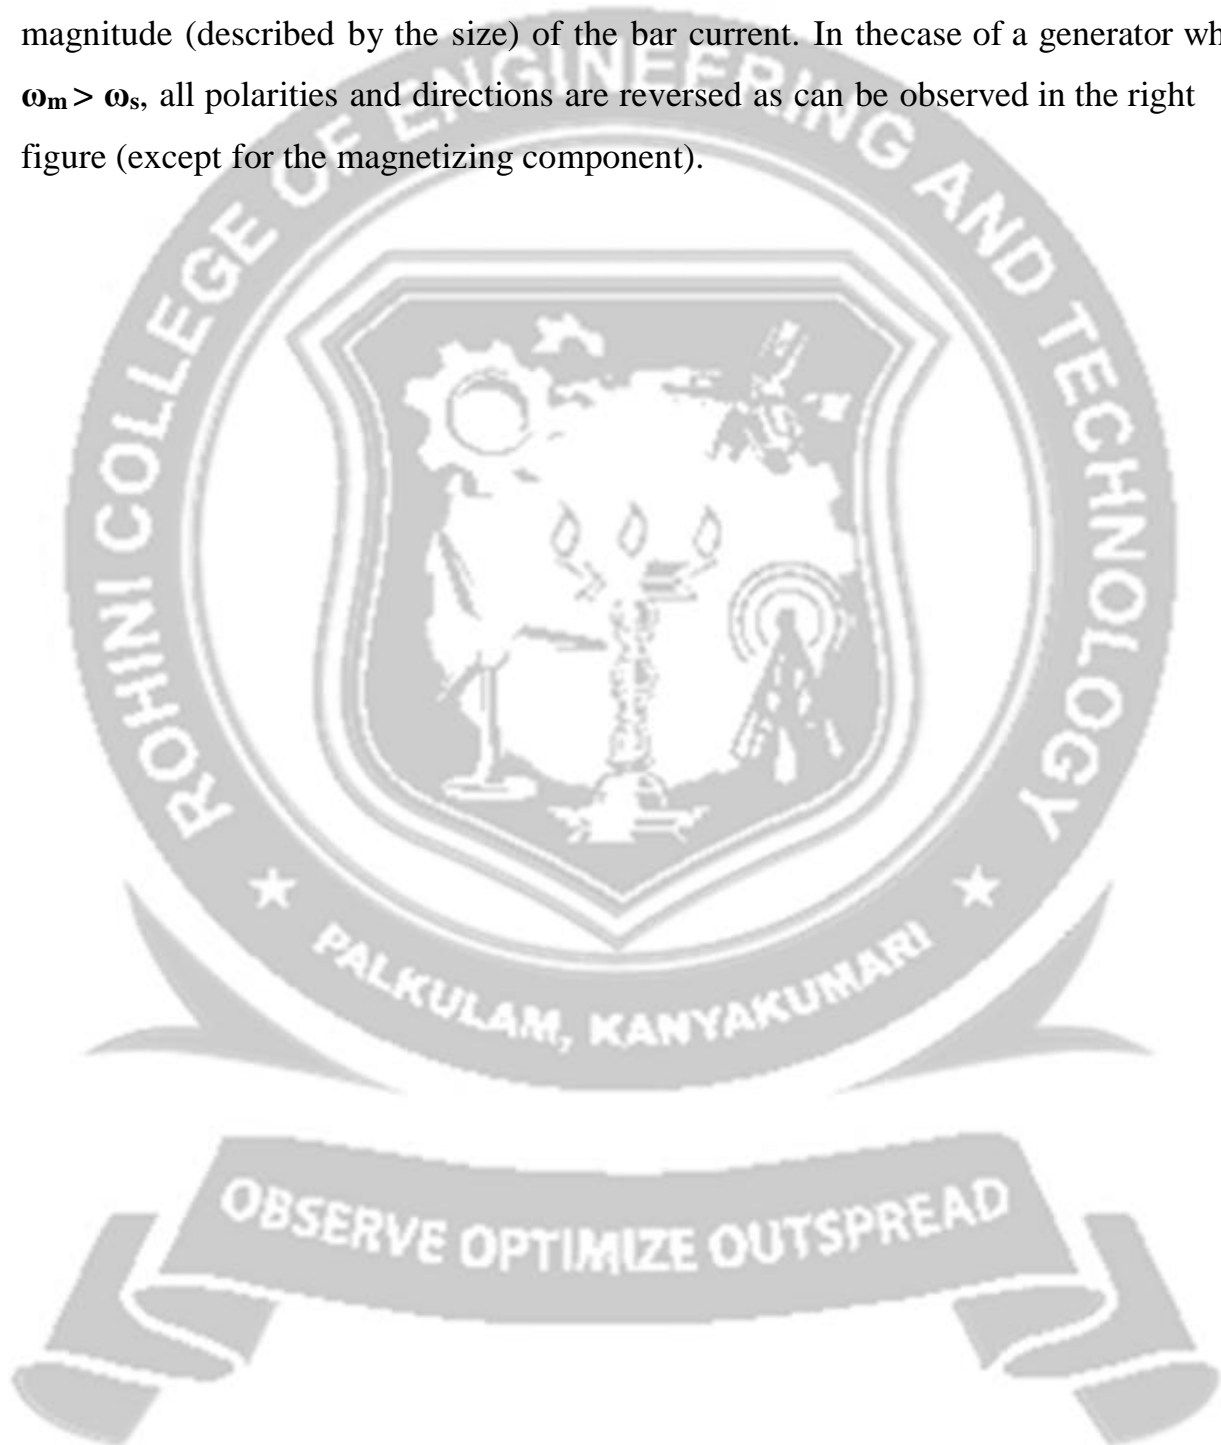 magnitude (described by the size) of the bar current. In thecase of a generator wh
ωm > ωs, all polarities and directions are reversed as can be observed in the right
figure (except for the magnetizing component).
ROHINI COLLEGE OF ENGINEERING AND TECHNOLOGY
PALKULAM, KANYAKUMARI
OBSERVE OPTIMIZE OUTSPREAD